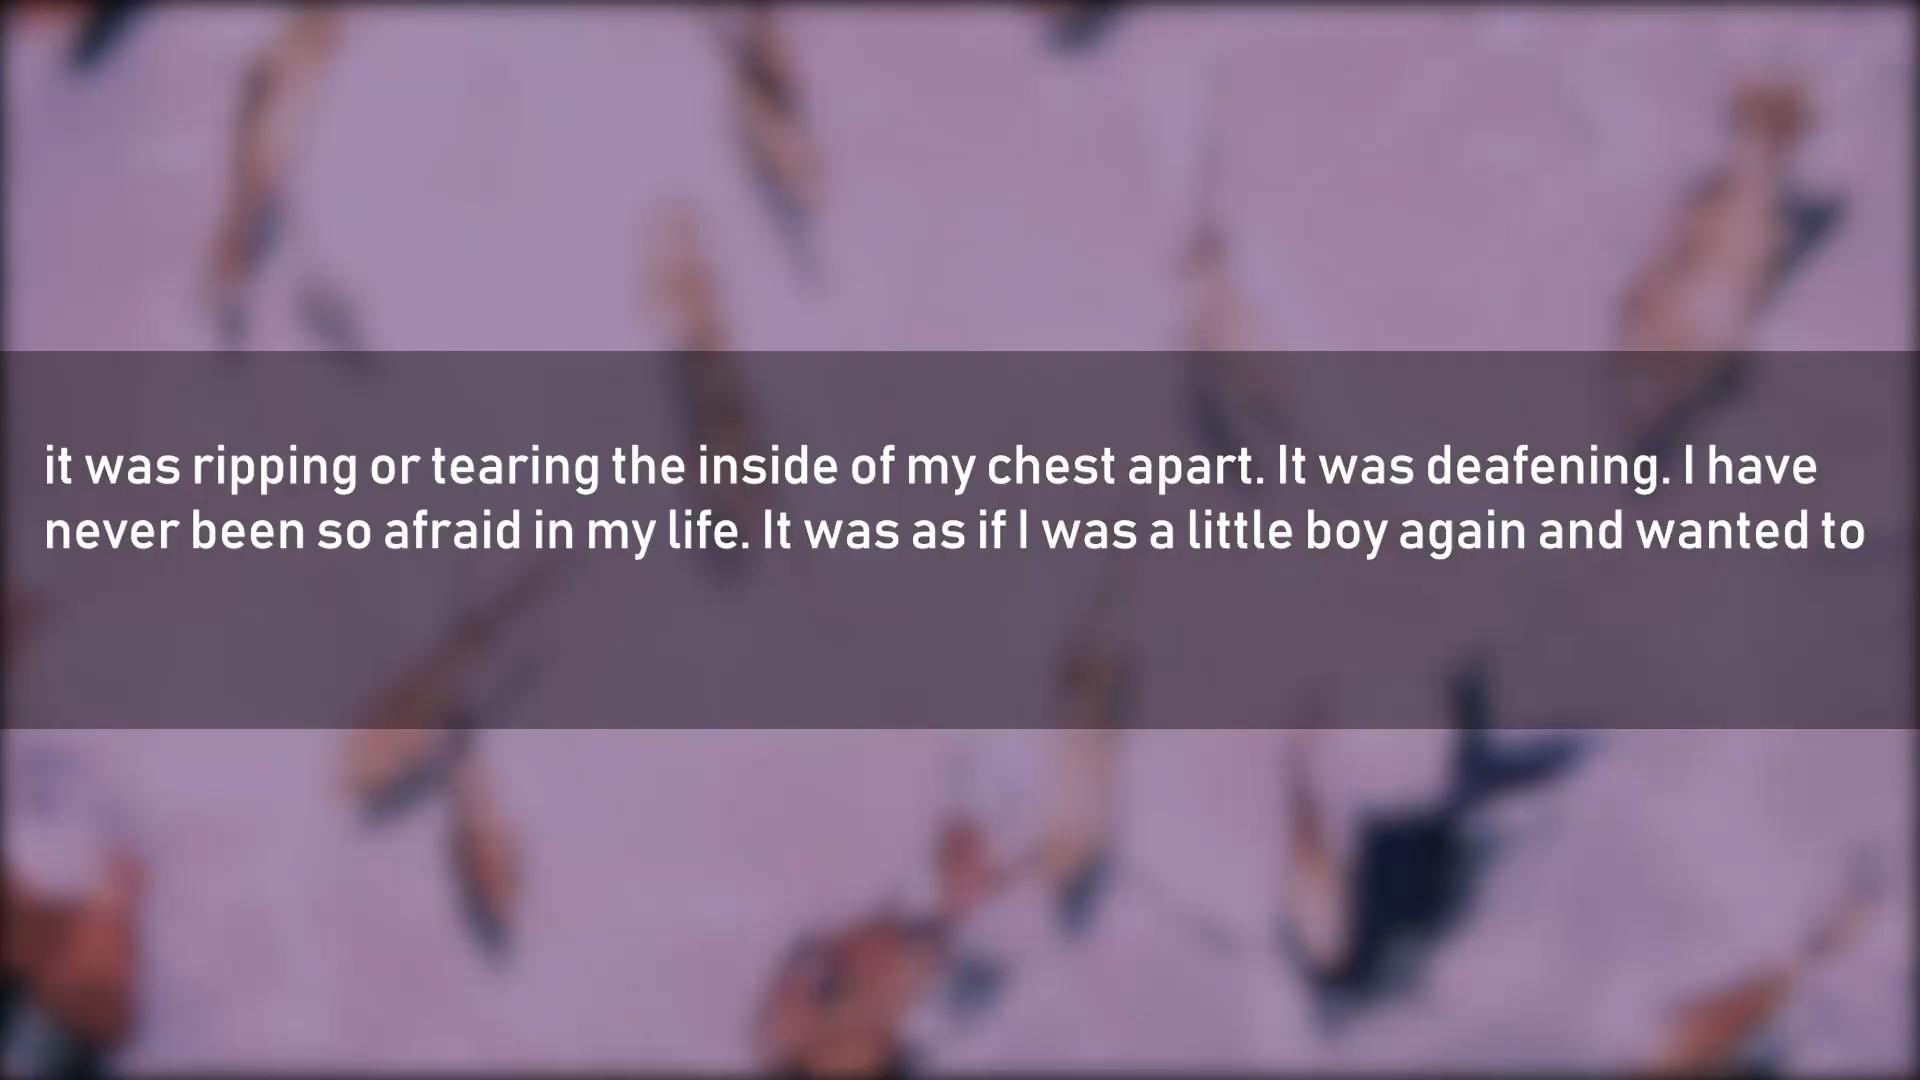 it was ripping or tearing the inside of my chest apart. It was deafening. I have
never been so afraid in my life. It was as if I was a little boy again and wanted to